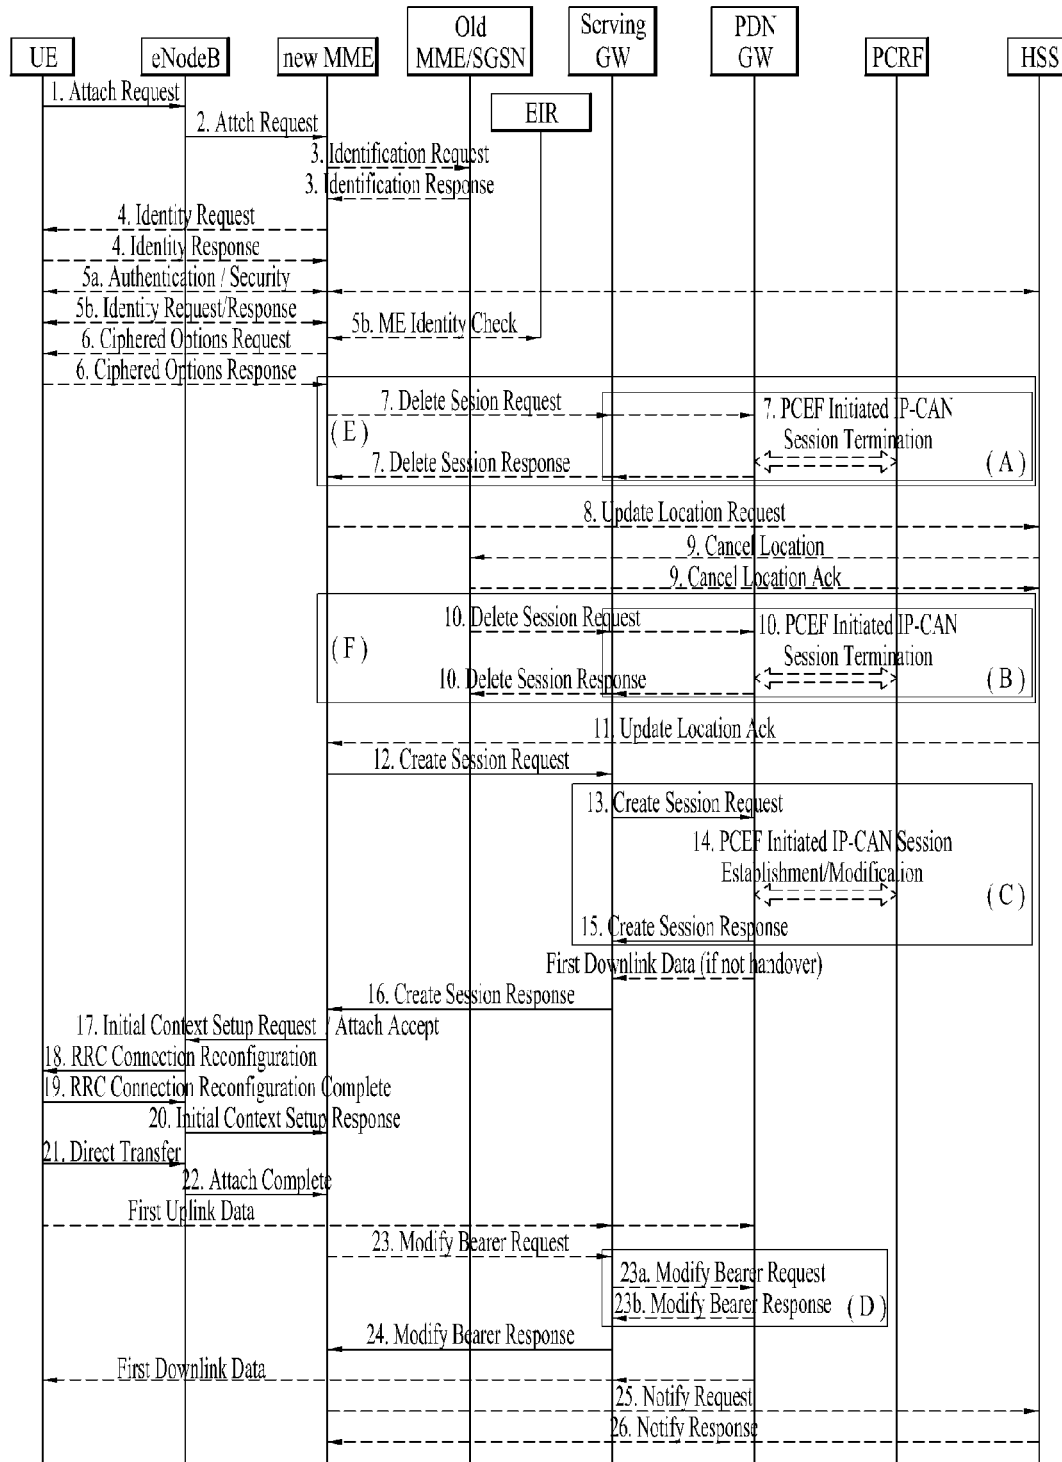 UE
eNodeB
new MME
Old
MME/SGSN
Serving
GW
PDN
GW
PCRF
HSS
EIR
1. Attach Request
2. Attch Request
3. Identification Request
3. Identification Response
4. Identity Request
4. Identity Response
5a. Authentication / Security
5b. Identity Request/Response
5b. ME Identity Check
6. Ciphered Options Request
6. Ciphered Options Response
7. Delete Sesion Request
7. PCEF Initiated IP-CAN
Session Termination
( E )
7. Delete Session Response
( A )
8. Update Location Request
9. Cancel Location
9. Cancel Location Ack
10. Delete Session Request
10. PCEF Initiated IP-CAN
Session Termination
( F )
10. Delete Session Response
( B )
11. Update Location Ack
12. Create Session Request
13. Create Session Request
14. PCEF Initiated IP-CAN Session
Establishment/Modification
( C )
15. Create Session Response
First Downlink Data (if not handover)
16. Create Session Response
17. Initial Context Setup Request / Attach Accept
18. RRC Connection Reconfiguration
19. RRC Connection Reconfiguration Complete
20. Initial Context Setup Response
21. Direct Transfer
22. Attach Complete
First Uplink Data
23. Modify Bearer Request
23a. Modify Bearer Request
23b. Modify Bearer Response
( D )
24. Modify Bearer Response
First Downlink Data
25. Notify Request
26. Notify Response